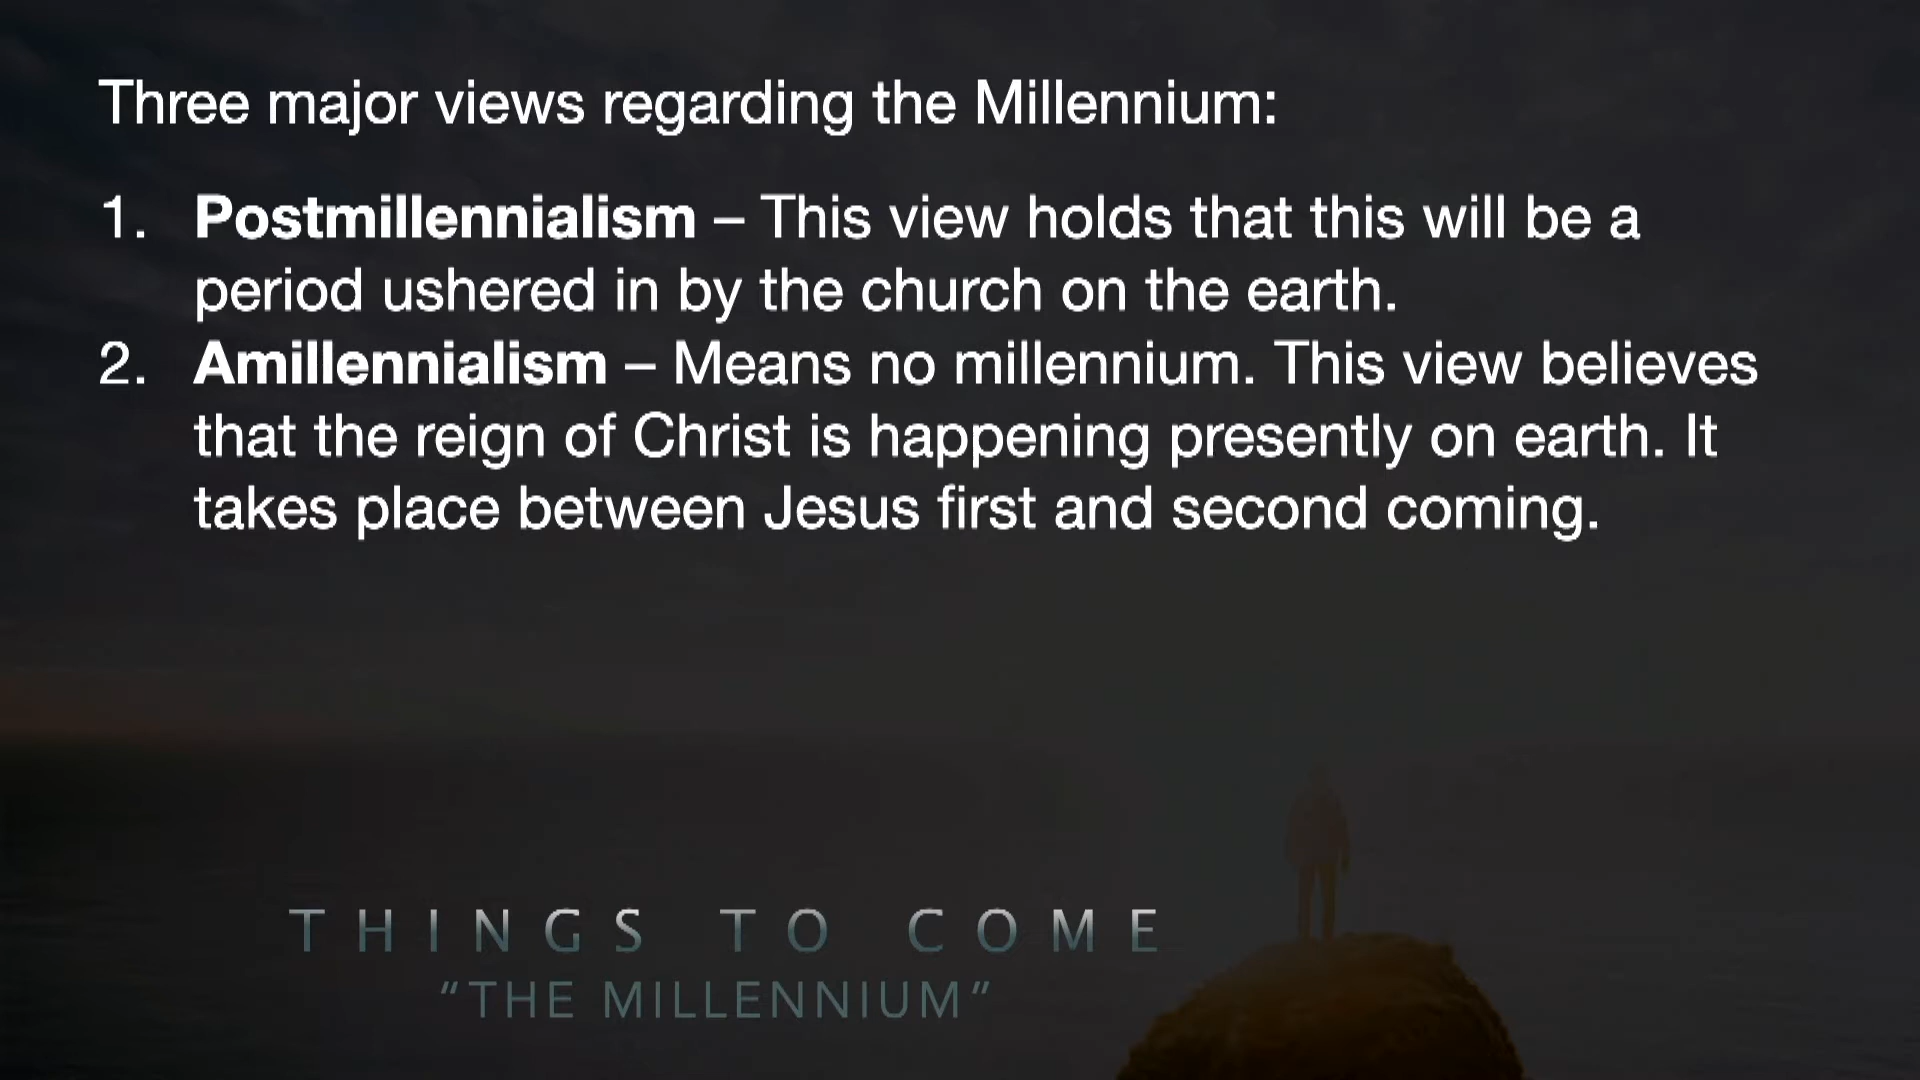 Three major views regarding the Millennium:
1. Postmillennialism – This view holds that this will be a
period ushered in by the church on the earth.
2. Amillennialism – Means no millennium. This view believes
that the reign of Christ is happening presently on earth. It
takes place between Jesus first and second coming.
THINGS TO COME
“THE MILLENNIUM”